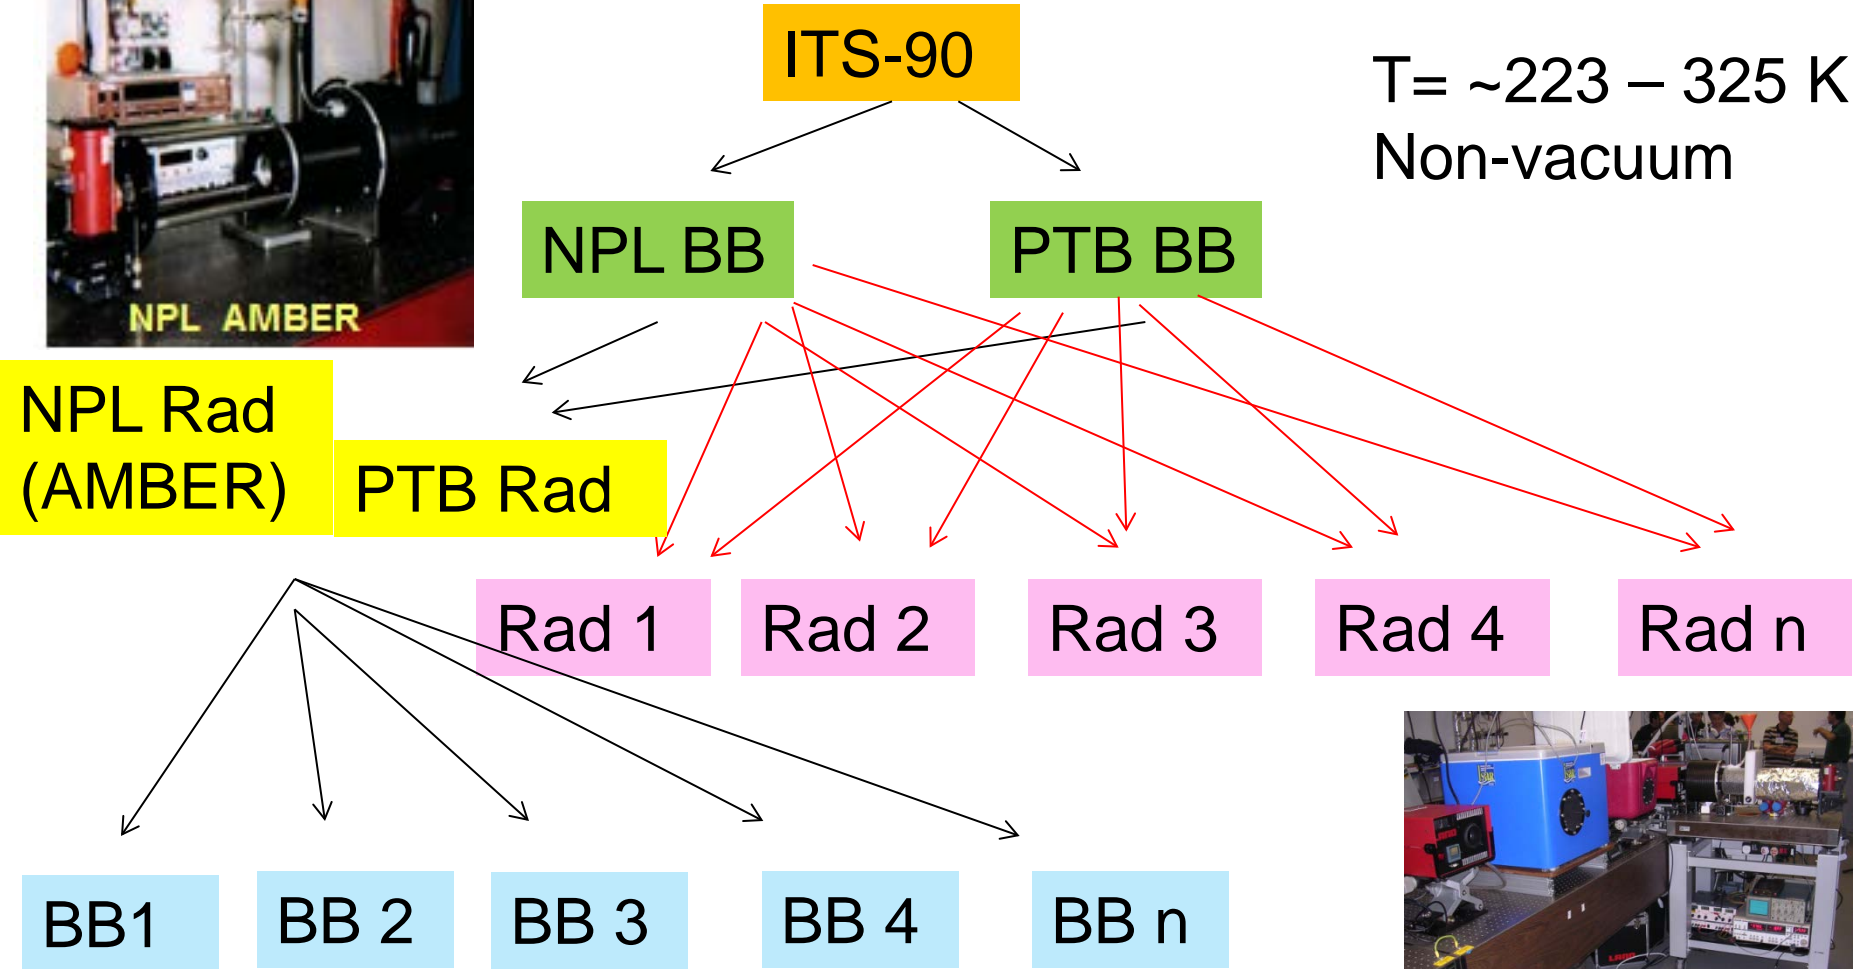 ITS-90
T= ~223 – 325 K
Non-vacuum
NPL BB
PTB BB
NPL AMBER
NPL Rad
(AMBER)
PTB Rad
Rad 1
Rad 2
Rad 3
Rad 4
Rad n
BB1
BB 2
BB 3
BB 4
BB n